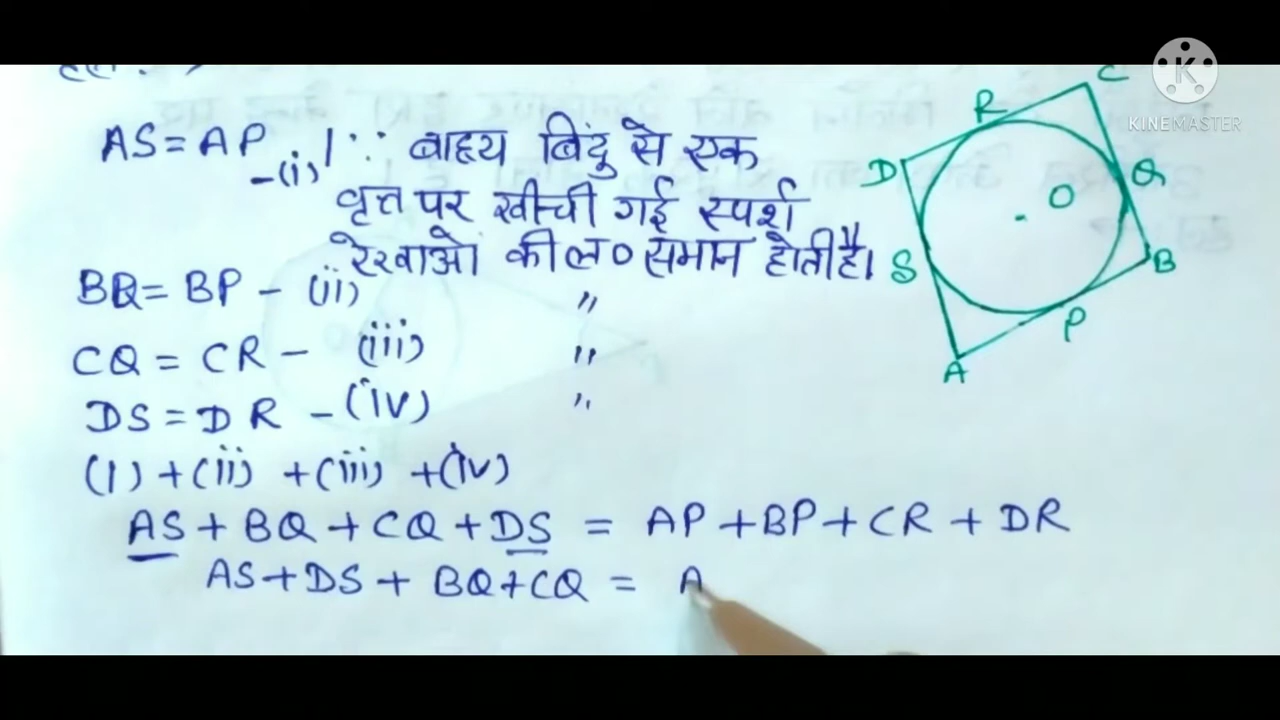 AS = AP -(i) | ∵ बाह्य बिंदु से एक
वृत्त पर खींची गई स्पर्श
रेखाओं की ल० समान होती है।
BQ = BP - (ii) "
CQ = CR - (iii) "
DS = DR - (iv) "
(i) + (ii) + (iii) + (iv)
AS + BQ + CQ + DS = AP + BP + CR + DR
AS + DS + BQ + CQ = A
C
R
D
Q
O
S
B
P
A
K
KINEMASTER